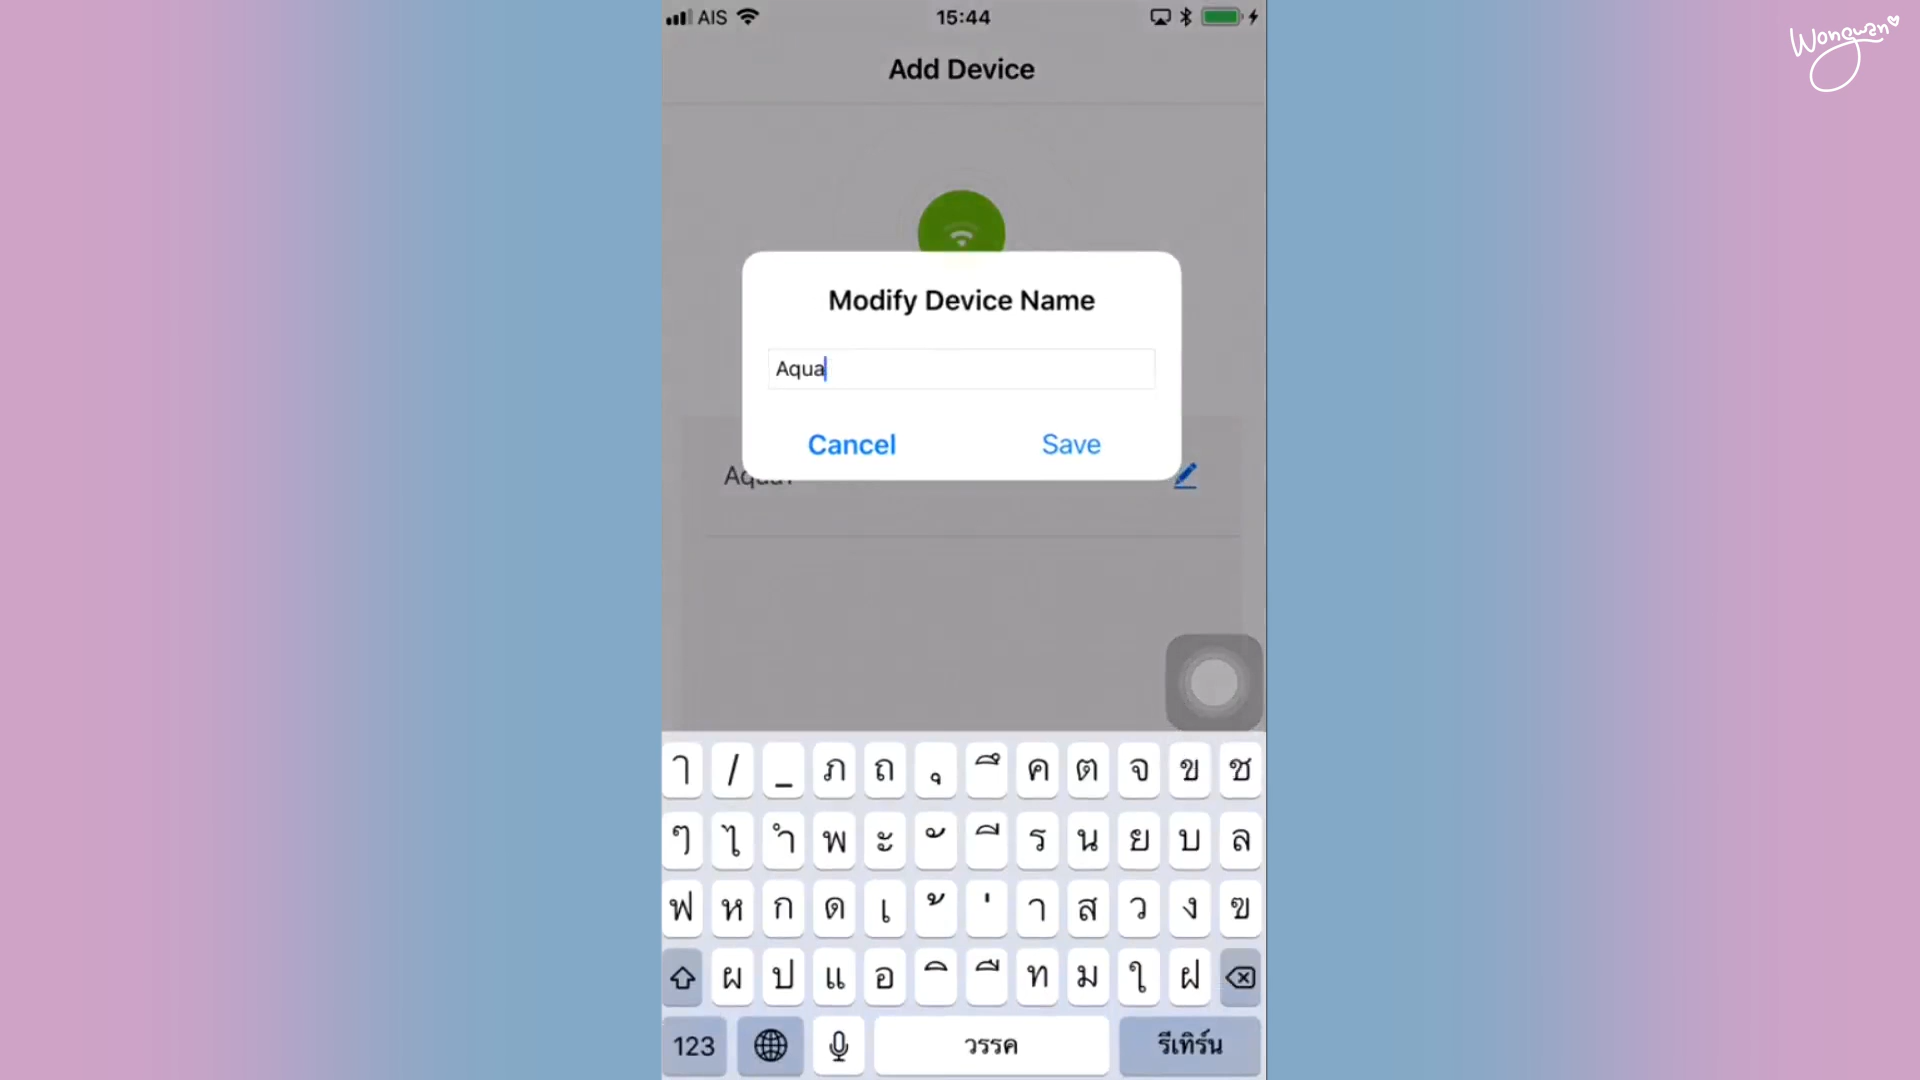 Wongwan
AIS 15:44
Add Device
Modify Device Name
Aqua
Cancel Save
ๅ / _ ภ ถ ุ ึ ค ต จ ข ช
ๆ ไ ำ พ ะ ั ี ร น ย บ ล
ฟ ห ก ด เ ้ ่ า ส ว ง ฃ
ผ ป แ อ ิ ื ท ม ใ ฝ
123 วรรค รีเทิร์น